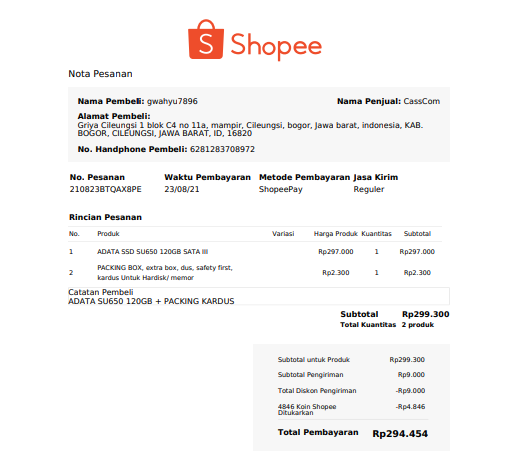 Shopee
Nota Pesanan
Nama Pembeli: gwahyu7896
Nama Penjual: CassCom
Alamat Pembeli:
Griya Cileungsi 1 blok C4 no 11a, mampir, Cileungsi, bogor, Jawa barat, indonesia, KAB.
BOGOR, CILEUNGSI, JAWA BARAT, ID, 16820
No. Handphone Pembeli: 6281283708972
No. Pesanan Waktu Pembayaran Metode Pembayaran Jasa Kirim
210823BTQAX8PE 23/08/21 ShopeePay Reguler
Rincian Pesanan
No. Produk Variasi Harga Produk Kuantitas Subtotal
1 ADATA SSD SU650 120GB SATA III Rp297.000 1 Rp297.000
2 PACKING BOX, extra box, dus, safety first, Rp2.300 1 Rp2.300
kardus Untuk Hardisk/ memor
Catatan Pembeli
ADATA SU650 120GB + PACKING KARDUS
Subtotal Rp299.300
Total Kuantitas 2 produk
Subtotal untuk Produk Rp299.300
Subtotal Pengiriman Rp9.000
Total Diskon Pengiriman -Rp9.000
4846 Koin Shopee -Rp4.846
Ditukarkan
Total Pembayaran Rp294.454